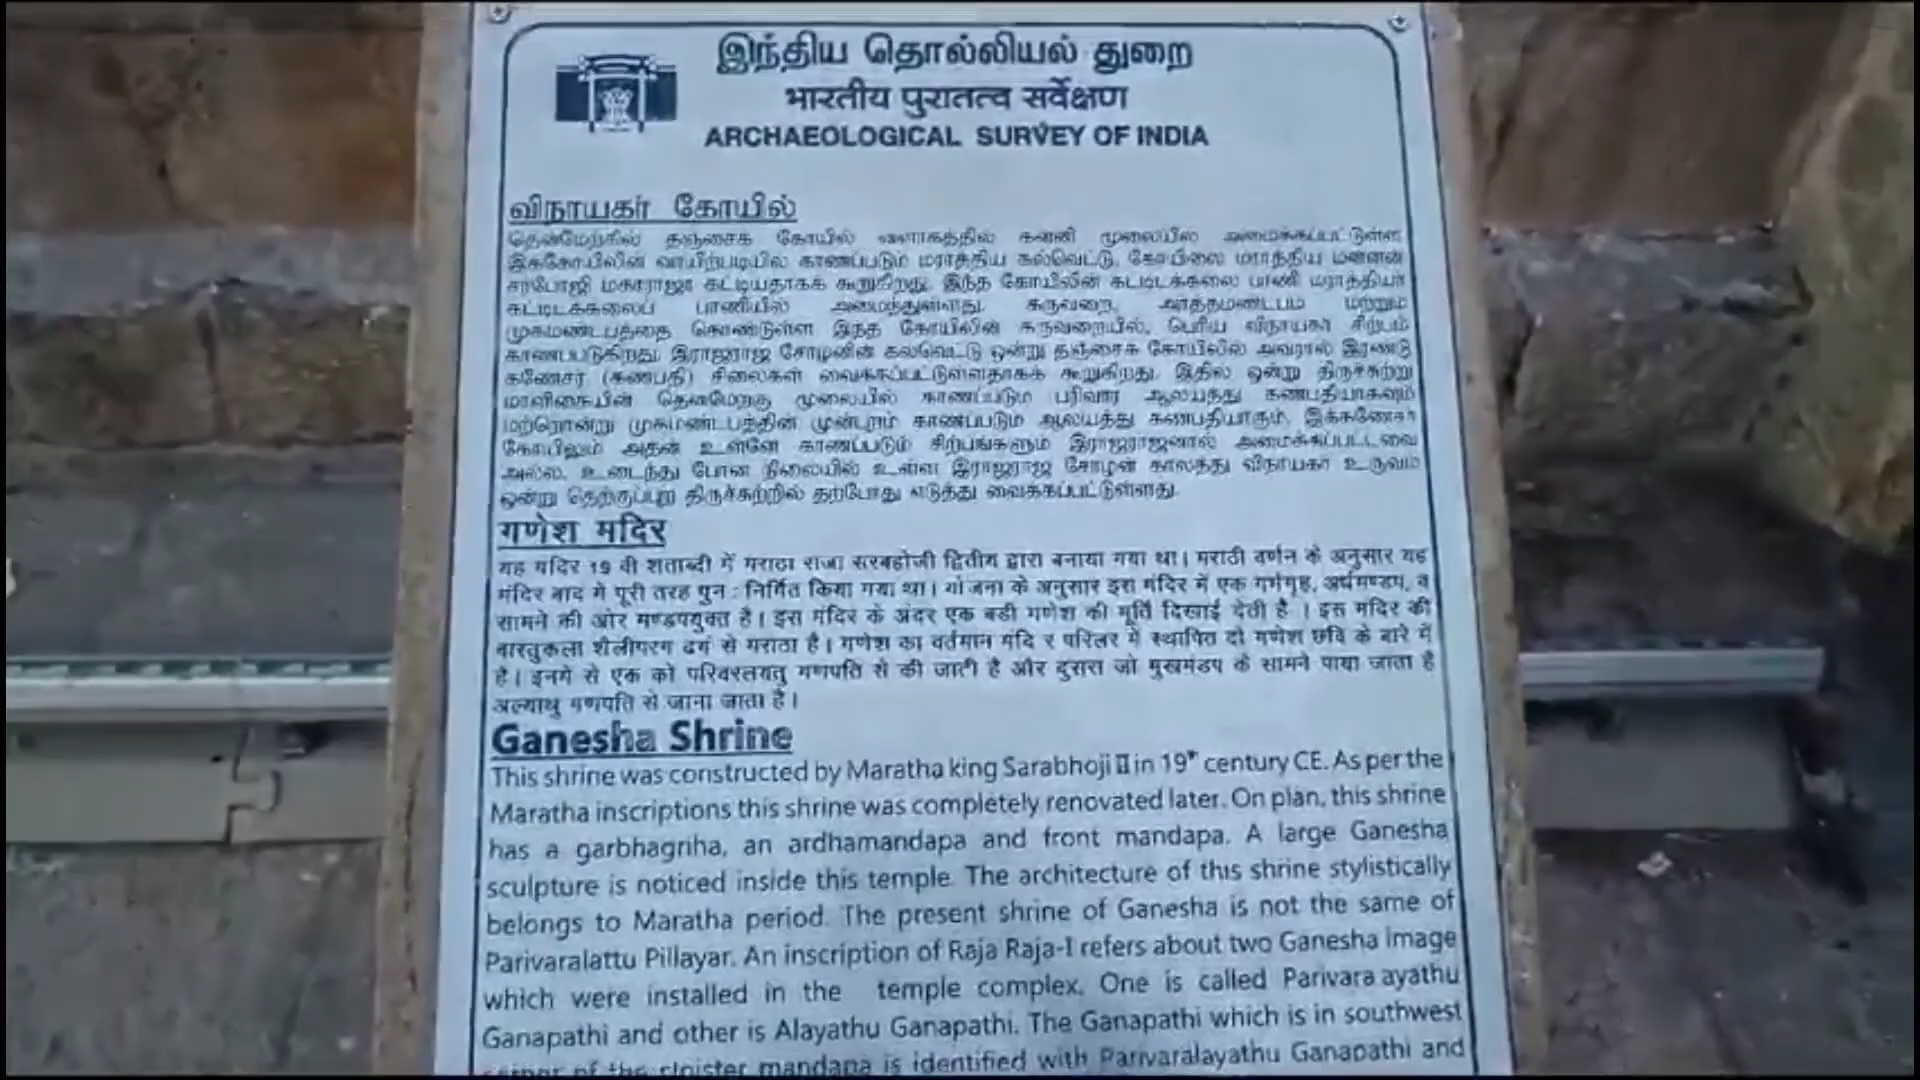 இந்திய தொல்லியல் துறை
भारतीय पुरातत्व सर्वेक्षण
ARCHAEOLOGICAL SURVEY OF INDIA
விநாயகர் கோயில்
தென்மேற்கில் தஞ்சைக் கோயில் வளாகத்தில் கன்னி மூலையில் அமைக்கப்பட்டுள்ள
இக்கோயிலின் வாயிற்படியில் காணப்படும் மராத்திய கல்வெட்டு, கோயிலை மராத்திய மன்னன்
சரபோஜி மகாராஜா கட்டியதாகக் கூறுகிறது. இந்த கோயிலின் கட்டிடக்கலை பாணி மராத்தியர்
கட்டிடக்கலைப் பாணியில் அமைந்துள்ளது. கருவறை, அர்த்தமண்டபம் மற்றும்
முகமண்டபத்தை கொண்டுள்ள இந்த கோயிலின் கருவறையில், பெரிய விநாயகர் சிற்பம்
காணப்படுகிறது. இராஜராஜ சோழனின் கல்வெட்டு ஒன்று தஞ்சைக் கோயிலில் அவரால் இரண்டு
கணேசர் (கணபதி) சிலைகள் வைக்கப்பட்டுள்ளதாகக் கூறுகிறது. இதில் ஒன்று திருச்சுற்று
மாளிகையின் தென்மேற்கு மூலையில் காணப்படும் பரிவார ஆலயத்து கணபதியாகவும்
மற்றொன்று முகமண்டபத்தின் முன்புறம் காணப்படும் ஆலயத்து கணபதியாகும். இக்கணேசர்
கோயிலும் அதன் உள்ளே காணப்படும் சிற்பங்களும் இராஜராஜனால் அமைக்கப்பட்டவை
அல்ல. உடைந்து போன நிலையில் உள்ள இராஜராஜ சோழன் காலத்து விநாயகர் உருவம்
ஒன்று தெற்குப்புற திருச்சுற்றில் தற்போது எடுத்து வைக்கப்பட்டுள்ளது.
गणेश मदिर
यह मदिर 19 वी शताब्दी में मराठा राजा सरबहोजी द्वितीय द्वारा बनाया गया था। मराठी वर्णन के अनुसार यह
मंदिर बाद मे पूरी तरह पुन : निर्मित किया गया था। योजना के अनुसार इस मंदिर में एक गर्भगृह, अर्धमण्डप, व
सामने की ओर मण्डपयुक्त है। इस मंदिर के अंदर एक बडी गणेश की मूर्ति दिखाई देती है । इस मदिर की
वास्तुकला शैलीपरग ढगं से मराठा है। गणेश का वर्तमान मंदि र परिलर में स्थापित दो गणेश छवि के बारे में
है। इनमे से एक को परिवरलयतु गणपति से की जाती है और दुसरा जो मुखमंडप के सामने पाया जाता है
अल्याथु गणपति से जाना जाता है।
Ganesha Shrine
This shrine was constructed by Maratha king Sarabhoji II in 19th century CE. As per the
Maratha inscriptions this shrine was completely renovated later. On plan, this shrine
has a garbhagriha, an ardhamandapa and front mandapa. A large Ganesha
sculpture is noticed inside this temple. The architecture of this shrine stylistically
belongs to Maratha period. The present shrine of Ganesha is not the same of
Parivaralattu Pillayar. An inscription of Raja Raja-I refers about two Ganesha image
which were installed in the temple complex. One is called Parivara ayathu
Ganapathi and other is Alayathu Ganapathi. The Ganapathi which is in southwest
corner of the cloister mandapa is identified with Parivaralayathu Ganapathi and